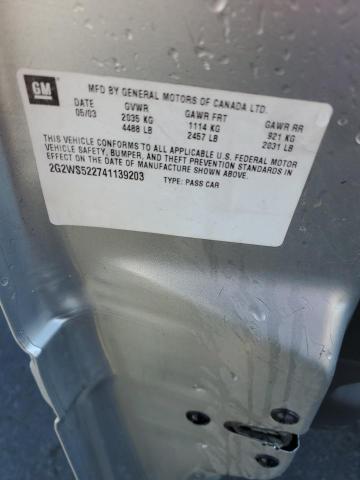 GM
MFD BY GENERAL MOTORS OF CANADA LTD.
DATE GVWR GAWR FRT GAWR RR
05/03 2035 KG 1114 KG 921 KG
4488 LB 2457 LB 2031 LB
THIS VEHICLE CONFORMS TO ALL APPLICABLE U.S. FEDERAL MOTOR
VEHICLE SAFETY, BUMPER, AND THEFT PREVENTION STANDARDS IN
EFFECT ON THE DATE OF MANUFACTURE SHOWN ABOVE.
2G2WS522741139203 TYPE: PASS CAR